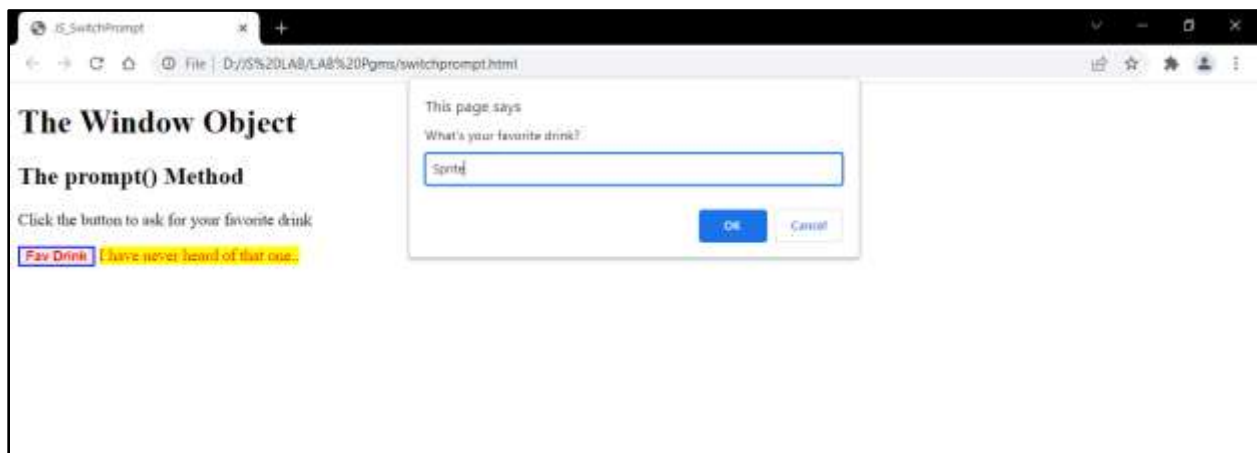 JS_SwitchPrompt
File | D:/JS%20LAB/LAB%20Pgms/switchprompt.html
The Window Object
The prompt() Method
Click the button to ask for your favorite drink
Fav Drink I have never heard of that one..
This page says
What's your favorite drink?
Sprite
OK Cancel